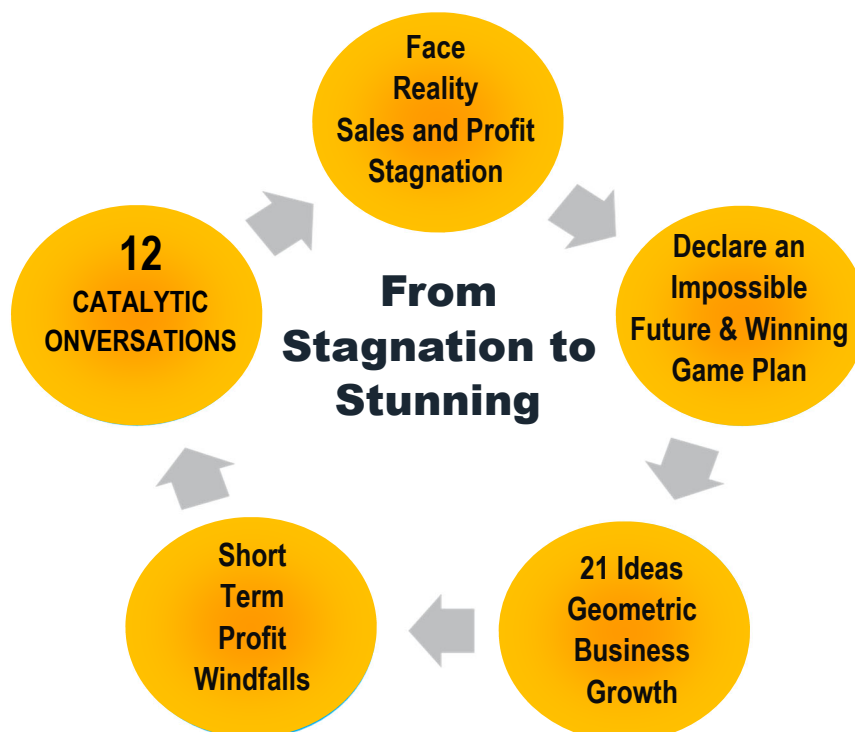 Face
Reality
Sales and Profit
Stagnation
Declare an
Impossible
Future & Winning
Game Plan
21 Ideas
Geometric
Business
Growth
Short
Term
Profit
Windfalls
12
CATALYTIC
ONVERSATIONS
From
Stagnation to
Stunning